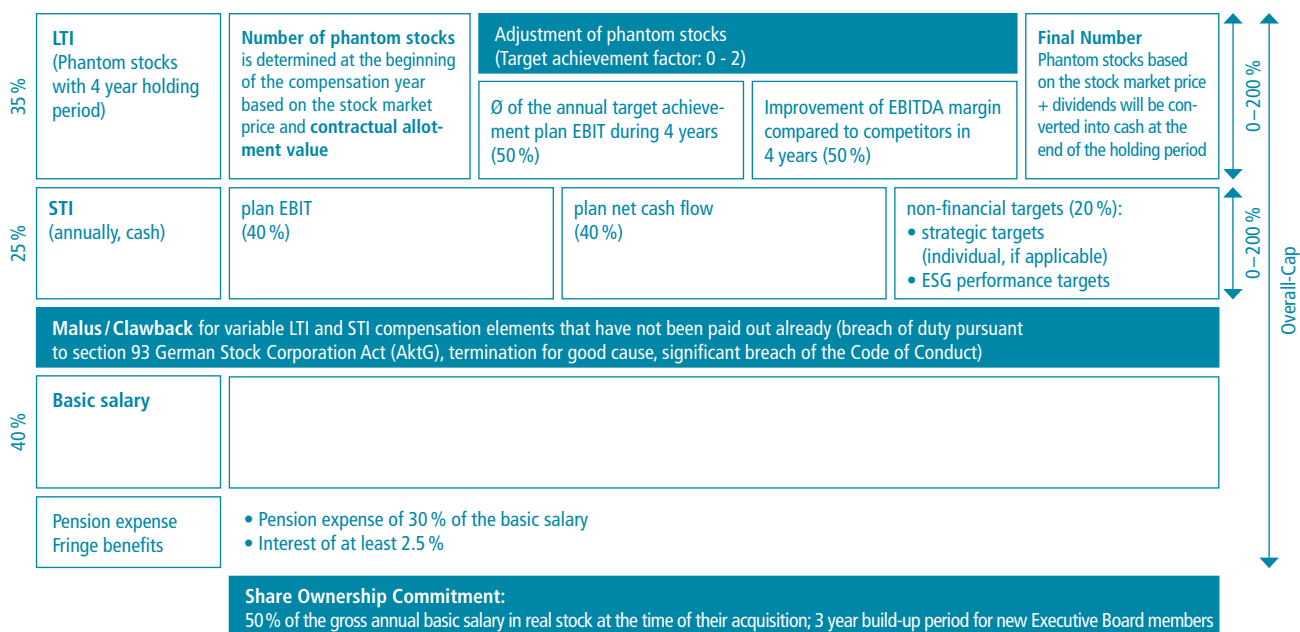 35 %
LTI
(Phantom stocks
with 4 year holding
period)
Number of phantom stocks
is determined at the beginning
of the compensation year
based on the stock market
price and contractual allot-
ment value
Adjustment of phantom stocks
(Target achievement factor: 0 - 2)
Ø of the annual target achieve-
ment plan EBIT during 4 years
(50 %)
Improvement of EBITDA margin
compared to competitors in
4 years (50 %)
Final Number
Phantom stocks based
on the stock market price
+ dividends will be con-
verted into cash at the
end of the holding period
0 – 200 %
25 %
STI
(annually, cash)
plan EBIT
(40 %)
plan net cash flow
(40 %)
non-financial targets (20 %):
• strategic targets
(individual, if applicable)
• ESG performance targets
0 – 200 %
Overall-Cap
Malus / Clawback for variable LTI and STI compensation elements that have not been paid out already (breach of duty pursuant
to section 93 German Stock Corporation Act (AktG), termination for good cause, significant breach of the Code of Conduct)
40 %
Basic salary
Pension expense
Fringe benefits
• Pension expense of 30 % of the basic salary
• Interest of at least 2.5 %
Share Ownership Commitment:
50 % of the gross annual basic salary in real stock at the time of their acquisition; 3 year build-up period for new Executive Board members